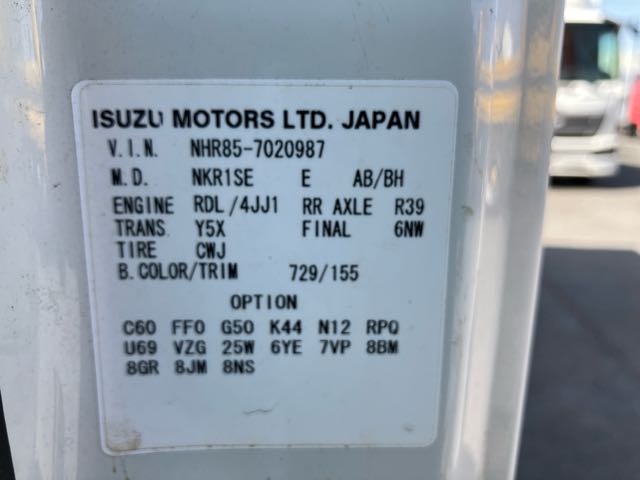 ISUZU MOTORS LTD. JAPAN
V.I.N. NHR85-7020987
M.D. NKR1SE E AB/BH
ENGINE RDL/4JJ1 RR AXLE R39
TRANS Y5X FINAL 6NW
TIRE CWJ
B.COLOR/TRIM 729/155
OPTION
C60 FF0 G50 K44 N12 RPQ
U69 VZG 25W 6YE 7VP 8BM
8GR 8JM 8NS